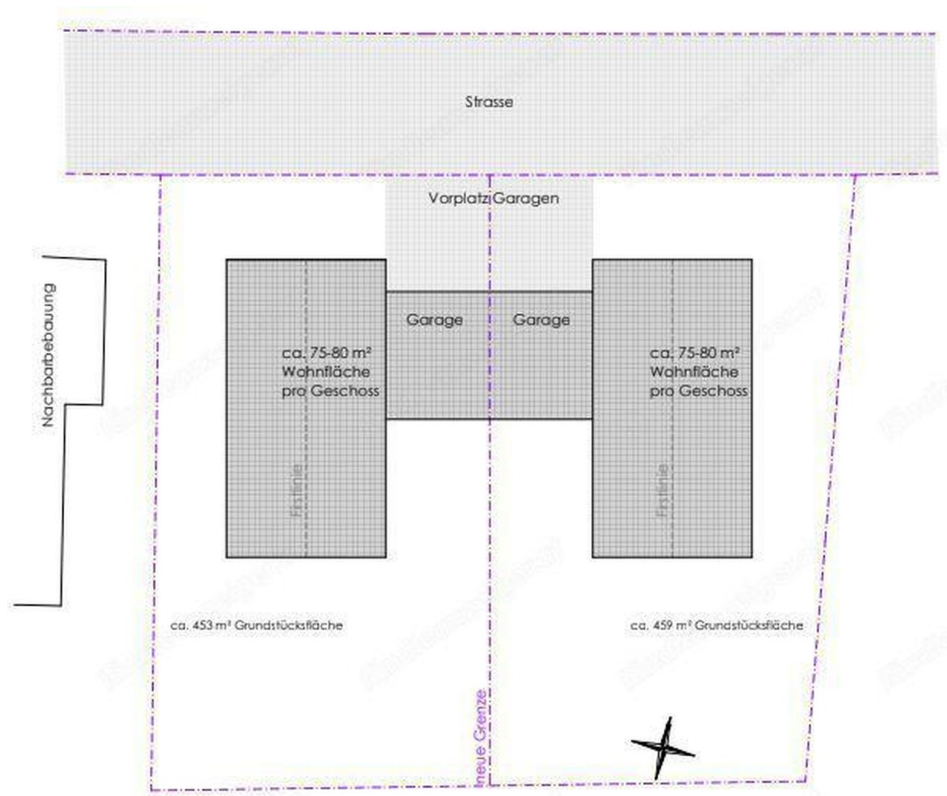 Strasse
Vorplatz Garagen
Nachbarbebauung
Garage
Garage
ca. 75-80 m²
Wohnfläche
pro Geschoss
ca. 75-80 m²
Wohnfläche
pro Geschoss
Firstlinie
Firstlinie
ca. 453 m² Grundstücksfläche
ca. 459 m² Grundstücksfläche
neue Grenze